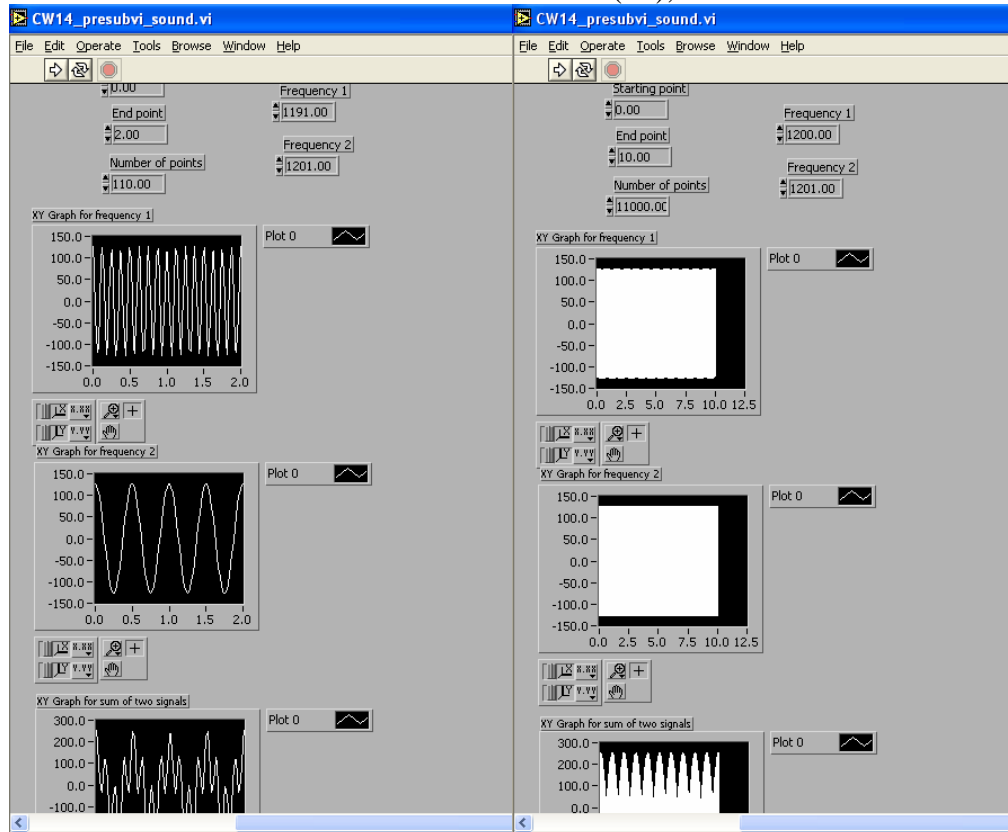 CW14_presubvi_sound.vi
File Edit Operate Tools Browse Window Help
0.00
End point
2.00
Number of points
110.00
Frequency 1
1191.00
Frequency 2
1201.00
XY Graph for frequency 1
Plot 0
150.0
100.0
50.0
0.0
-50.0
-100.0
-150.0
0.0 0.5 1.0 1.5 2.0
XY Graph for frequency 2
Plot 0
150.0
100.0
50.0
0.0
-50.0
-100.0
-150.0
0.0 0.5 1.0 1.5 2.0
XY Graph for sum of two signals
Plot 0
300.0
200.0
100.0
0.0
-100.0
CW14_presubvi_sound.vi
File Edit Operate Tools Browse Window Help
Starting point
0.00
End point
10.00
Number of points
11000.00
Frequency 1
1200.00
Frequency 2
1201.00
XY Graph for frequency 1
Plot 0
150.0
100.0
50.0
0.0
-50.0
-100.0
-150.0
0.0 2.5 5.0 7.5 10.0 12.5
XY Graph for frequency 2
Plot 0
150.0
100.0
50.0
0.0
-50.0
-100.0
-150.0
0.0 2.5 5.0 7.5 10.0 12.5
XY Graph for sum of two signals
Plot 0
300.0
200.0
100.0
0.0